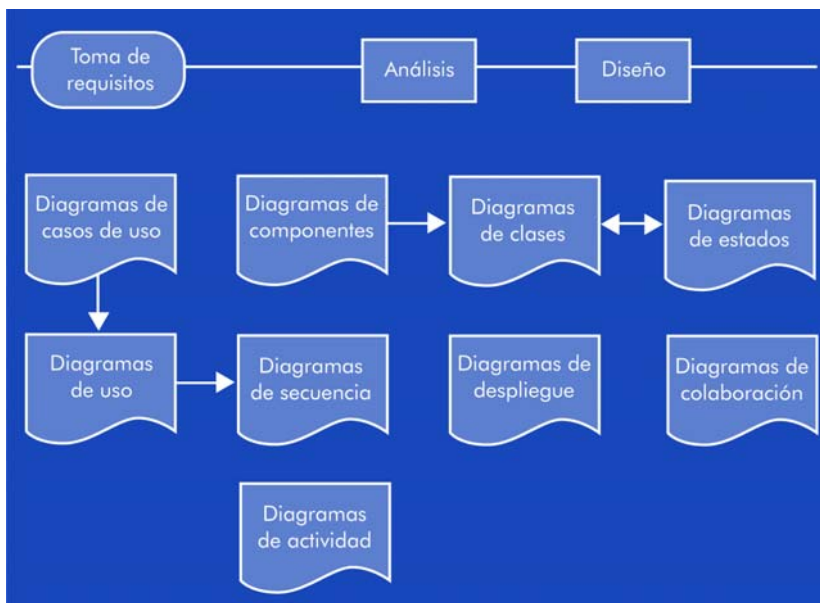 Toma de
requisitos
Análisis
Diseño
Diagramas de
casos de uso
Diagramas de
componentes
Diagramas
de clases
Diagramas
de estados
Diagramas
de uso
Diagramas
de secuencia
Diagramas de
despliegue
Diagramas de
colaboración
Diagramas
de actividad